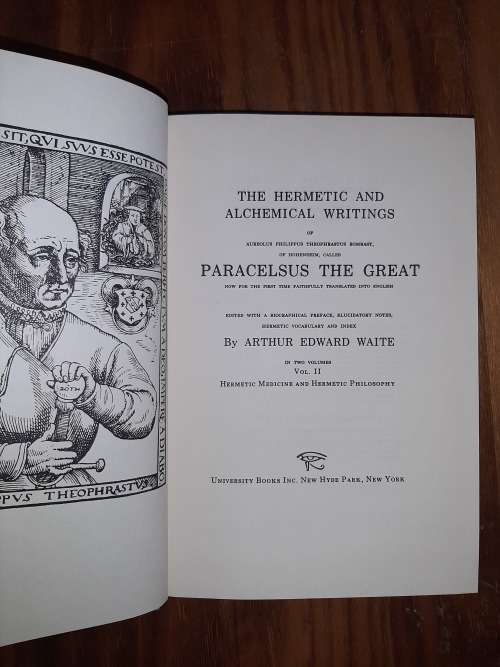 SIT, QVI SVVS ESSE POTEST
ZOTH
PPVS THEOPHRASTVS
THE HERMETIC AND
ALCHEMICAL WRITINGS
OF
AUREOLUS PHILIPPUS THEOPHRASTUS BOMBAST,
OF HOHENHEIM, CALLED
PARACELSUS THE GREAT
NOW FOR THE FIRST TIME FAITHFULLY TRANSLATED INTO ENGLISH
EDITED WITH A BIOGRAPHICAL PREFACE, ELUCIDATORY NOTES,
HERMETIC VOCABULARY AND INDEX
By ARTHUR EDWARD WAITE
IN TWO VOLUMES
VOL. II
HERMETIC MEDICINE AND HERMETIC PHILOSOPHY
UNIVERSITY BOOKS INC. NEW HYDE PARK, NEW YORK